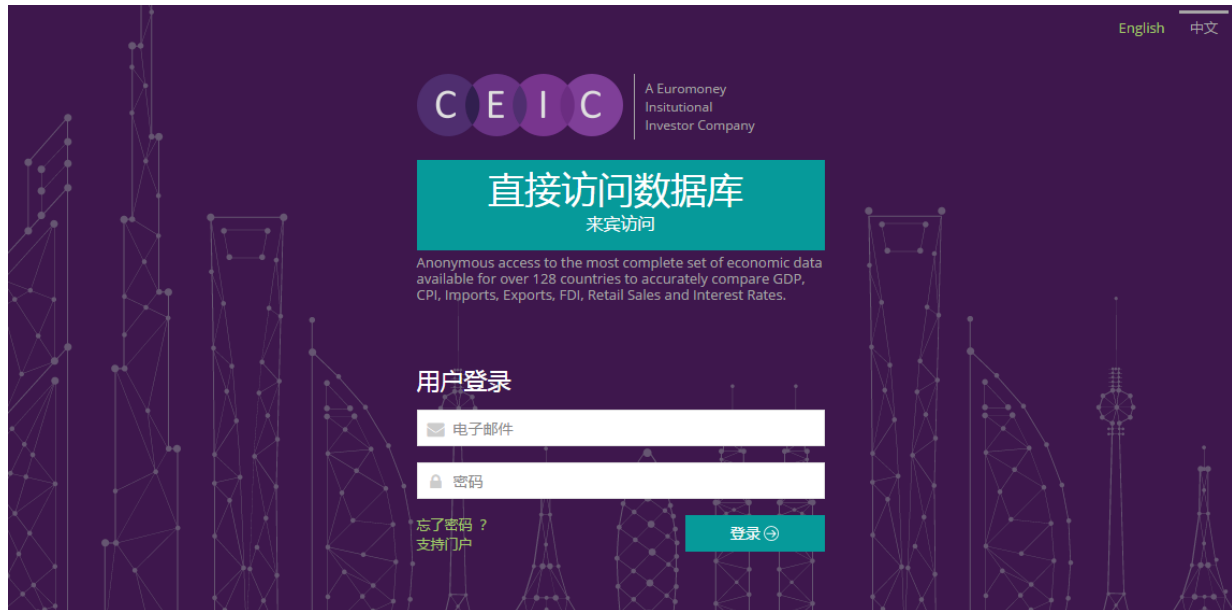 English 中文
CEIC
A Euromoney
Insitutional
Investor Company
直接访问数据库
来宾访问
Anonymous access to the most complete set of economic data
available for over 128 countries to accurately compare GDP,
CPI, Imports, Exports, FDI, Retail Sales and Interest Rates.
用户登录
电子邮件
密码
忘了密码 ？
支持门户
登录